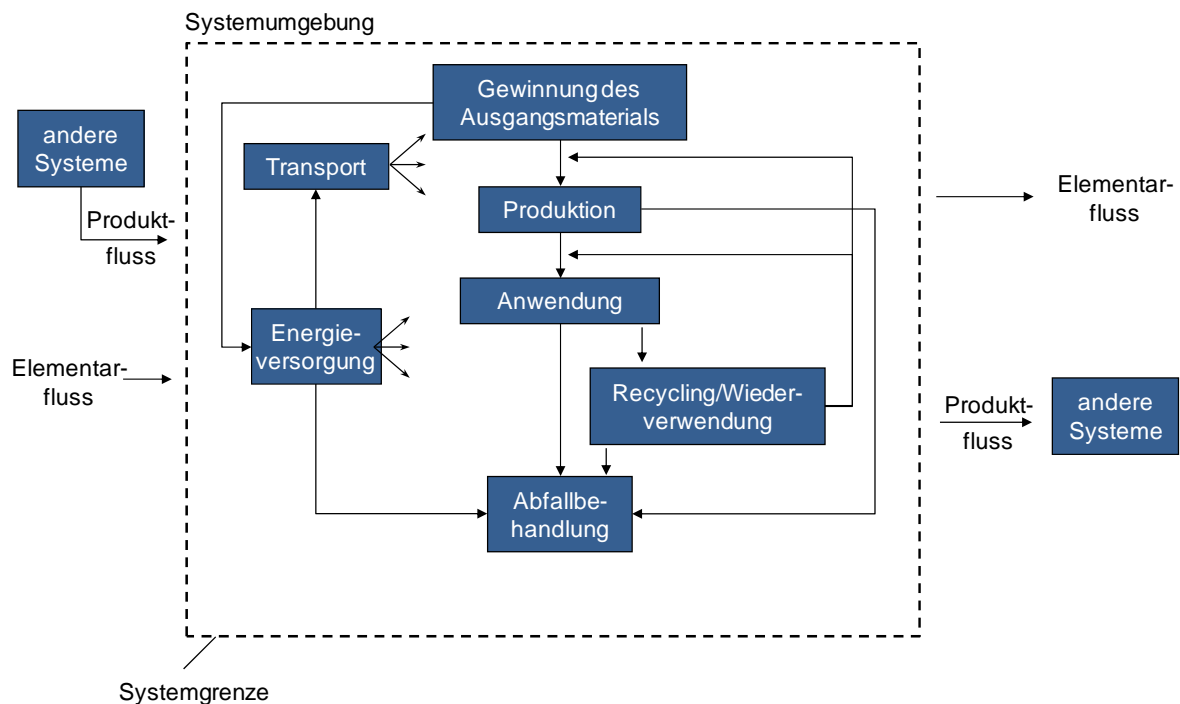 Systemumgebung
Gewinnung des
Ausgangsmaterials
andere
Systeme
Transport
Produkt-
fluss
Produktion
Elementar-
fluss
Anwendung
Energie-
versorgung
Elementar-
fluss
Recycling/Wieder-
verwendung
Produkt-
fluss
andere
Systeme
Abfallbe-
handlung
Systemgrenze